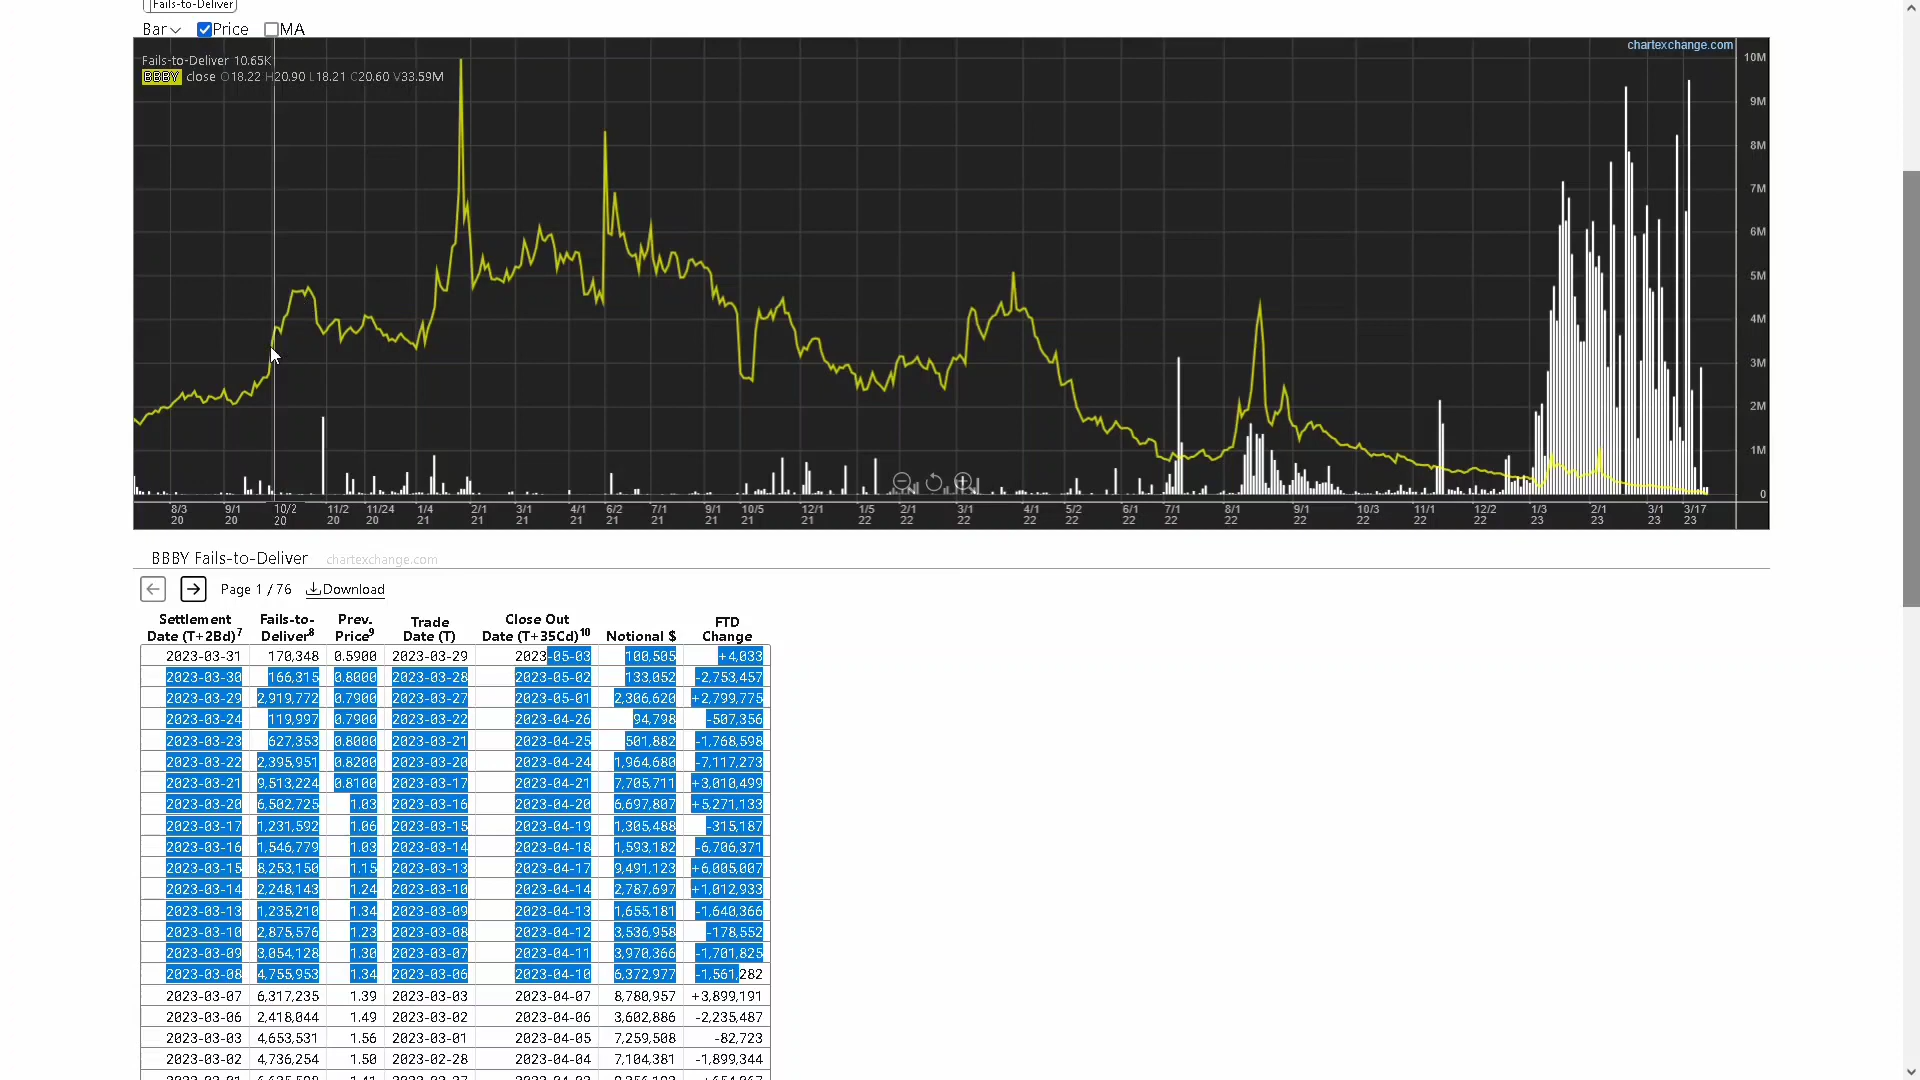 Fails-to-Deliver
Bar Price MA
chartexchange.com
Fails-to-Deliver 10.65K
BBBY close O18.22 H20.90 L18.21 C20.60 V33.59M
10M
9M
8M
7M
6M
5M
4M
3M
2M
1M
0
8/3 9/1 10/2 11/2 11/24 1/4 2/1 3/1 4/1 6/2 7/1 9/1 10/5 12/1 1/5 2/1 3/1 4/1 5/2 6/1 7/1 8/1 9/1 10/3 11/1 12/2 1/3 2/1 3/1 3/17
20 20 20 20 20 21 21 21 21 21 21 21 21 21 22 22 22 22 22 22 22 22 22 22 22 22 23 23 23 23
BBBY Fails-to-Deliver chartexchange.com
← → Page 1 / 76 Download
Settlement Fails-to- Prev. Trade Close Out FTD
Date (T+2Bd)7 Deliver8 Price9 Date (T) Date (T+35Cd)10 Notional $ Change
2023-03-31 170,348 0.5900 2023-03-29 2023-05-03 100,505 +4,033
2023-03-30 166,315 0.8000 2023-03-28 2023-05-02 133,052 -2,753,457
2023-03-29 2,919,772 0.7900 2023-03-27 2023-05-01 2,306,620 +2,799,775
2023-03-24 119,997 0.7900 2023-03-22 2023-04-26 94,798 -507,356
2023-03-23 627,353 0.8000 2023-03-21 2023-04-25 501,882 -1,768,598
2023-03-22 2,395,951 0.8200 2023-03-20 2023-04-24 1,964,680 -7,117,273
2023-03-21 9,513,224 0.8100 2023-03-17 2023-04-21 7,705,711 +3,010,499
2023-03-20 6,502,725 1.03 2023-03-16 2023-04-20 6,697,807 +5,271,133
2023-03-17 1,231,592 1.06 2023-03-15 2023-04-19 1,305,488 -315,187
2023-03-16 1,546,779 1.03 2023-03-14 2023-04-18 1,593,182 -6,706,371
2023-03-15 8,253,150 1.15 2023-03-13 2023-04-17 9,491,123 +6,005,007
2023-03-14 2,248,143 1.24 2023-03-10 2023-04-14 2,787,697 +1,012,933
2023-03-13 1,235,210 1.34 2023-03-09 2023-04-13 1,655,181 -1,640,366
2023-03-10 2,875,576 1.23 2023-03-08 2023-04-12 3,536,958 -178,552
2023-03-09 3,054,128 1.30 2023-03-07 2023-04-11 3,970,366 -1,701,825
2023-03-08 4,755,953 1.34 2023-03-06 2023-04-10 6,372,977 -1,561,282
2023-03-07 6,317,235 1.39 2023-03-03 2023-04-07 8,780,957 +3,899,191
2023-03-06 2,418,044 1.49 2023-03-02 2023-04-06 3,602,886 -2,235,487
2023-03-03 4,653,531 1.56 2023-03-01 2023-04-05 7,259,508 -82,723
2023-03-02 4,736,254 1.50 2023-02-28 2023-04-04 7,104,381 -1,899,344